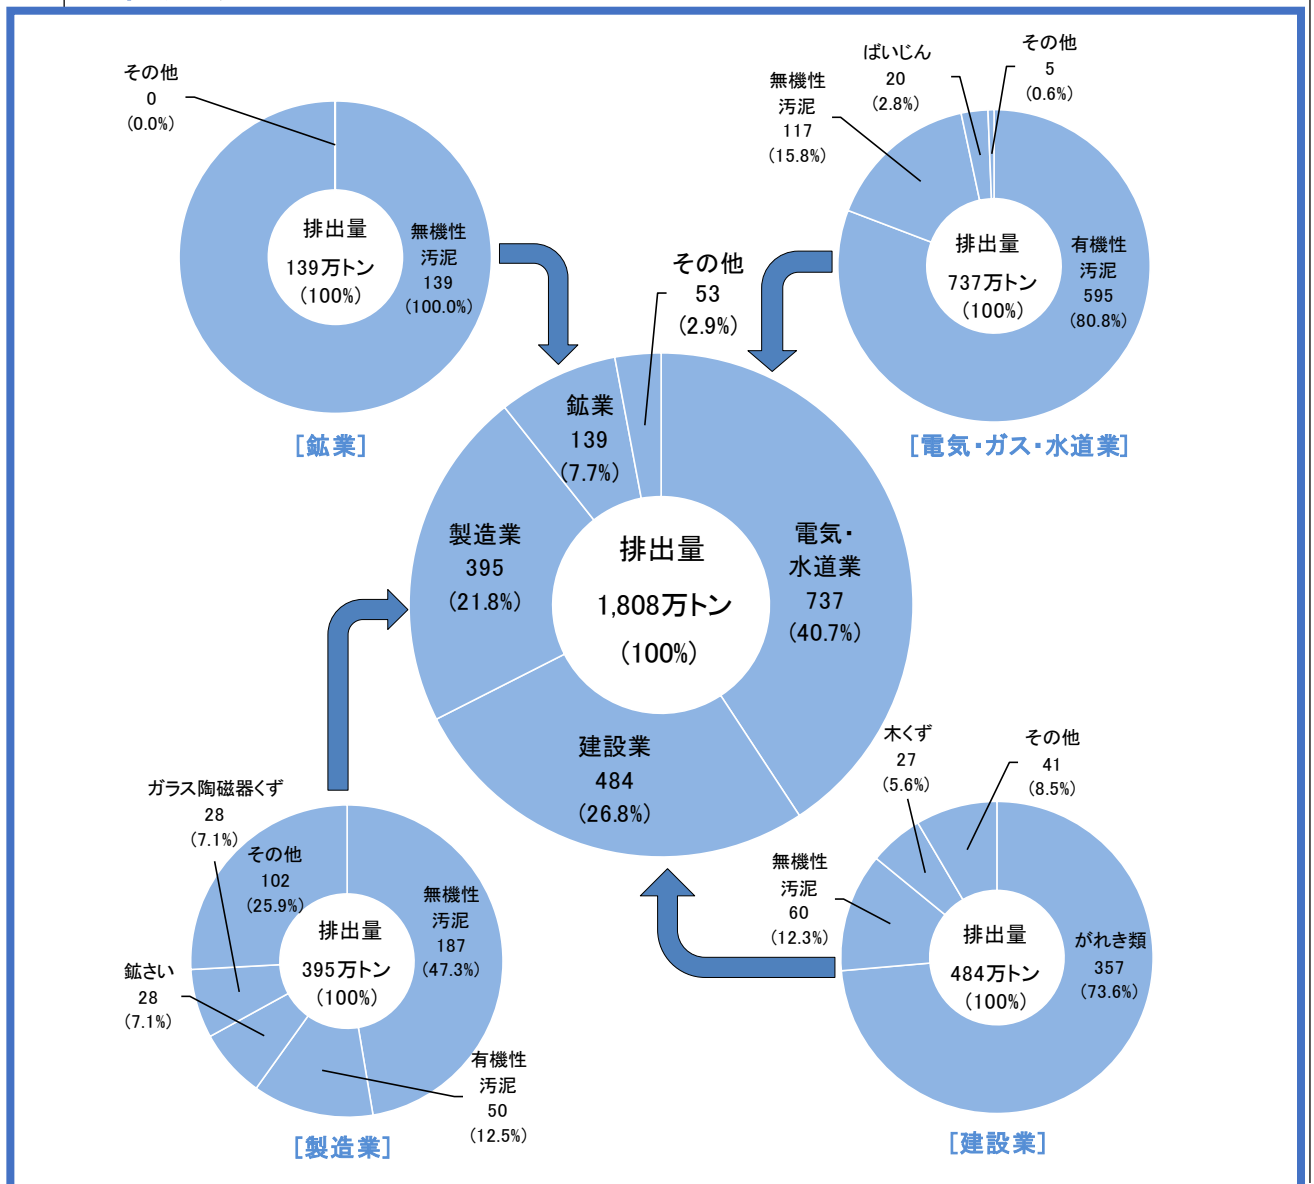 その他
0
(0.0%)
排出量
139万トン
(100%)
無機性
汚泥
139
(100.0%)
[鉱業]
無機性
汚泥
117
(15.8%)
ばいじん
20
(2.8%)
その他
5
(0.6%)
排出量
737万トン
(100%)
有機性
汚泥
595
(80.8%)
[電気・ガス・水道業]
その他
53
(2.9%)
鉱業
139
(7.7%)
製造業
395
(21.8%)
排出量
1,808万トン
(100%)
電気・
水道業
737
(40.7%)
建設業
484
(26.8%)
ガラス陶磁器くず
28
(7.1%)
その他
102
(25.9%)
無機性
汚泥
187
(47.3%)
排出量
395万トン
(100%)
鉱さい
28
(7.1%)
有機性
汚泥
50
(12.5%)
[製造業]
木くず
27
(5.6%)
その他
41
(8.5%)
無機性
汚泥
60
(12.3%)
排出量
484万トン
(100%)
がれき類
357
(73.6%)
[建設業]